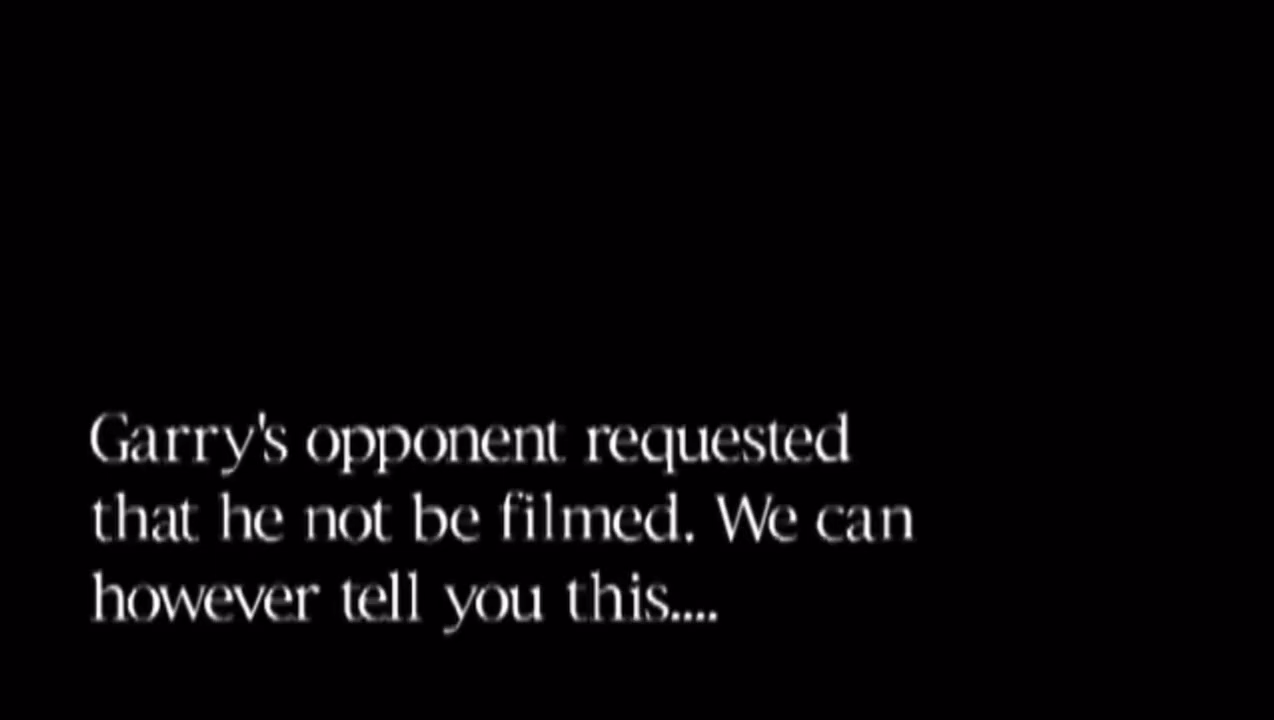 Garry's opponent requested
that he not be filmed. We can
however tell you this....